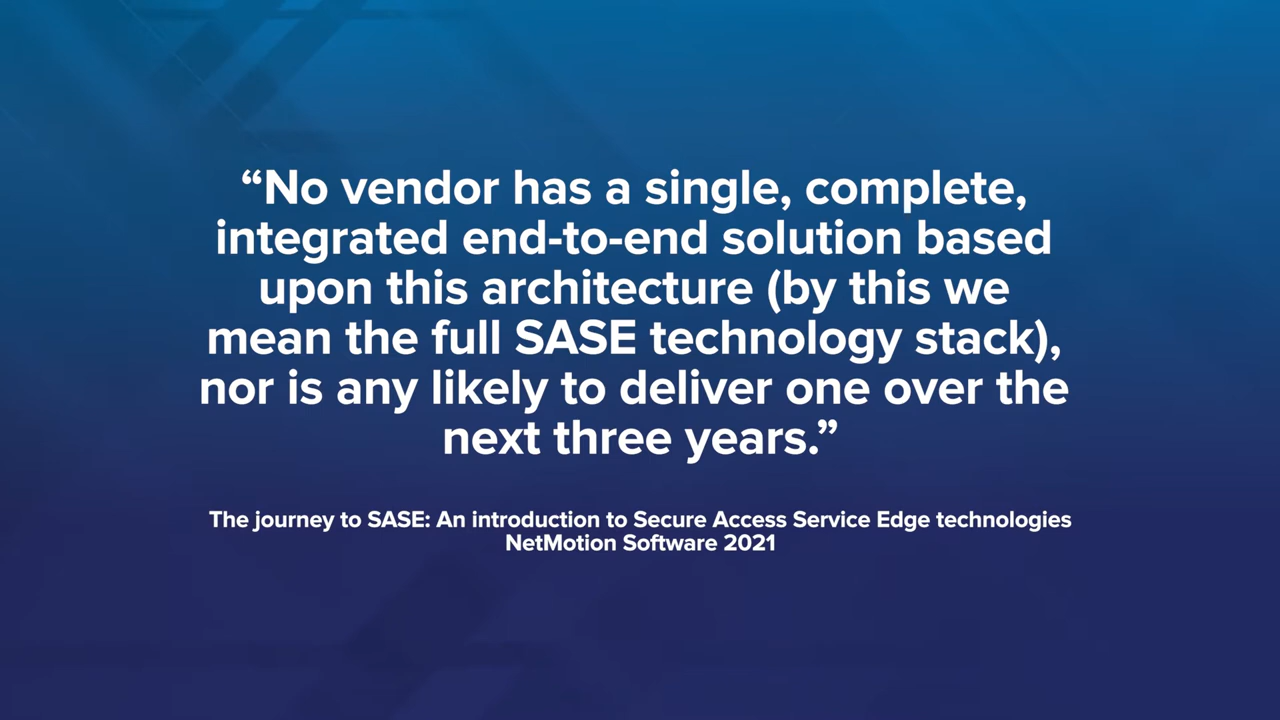 “No vendor has a single, complete,
integrated end-to-end solution based
upon this architecture (by this we
mean the full SASE technology stack),
nor is any likely to deliver one over the
next three years.”
The journey to SASE: An introduction to Secure Access Service Edge technologies
NetMotion Software 2021